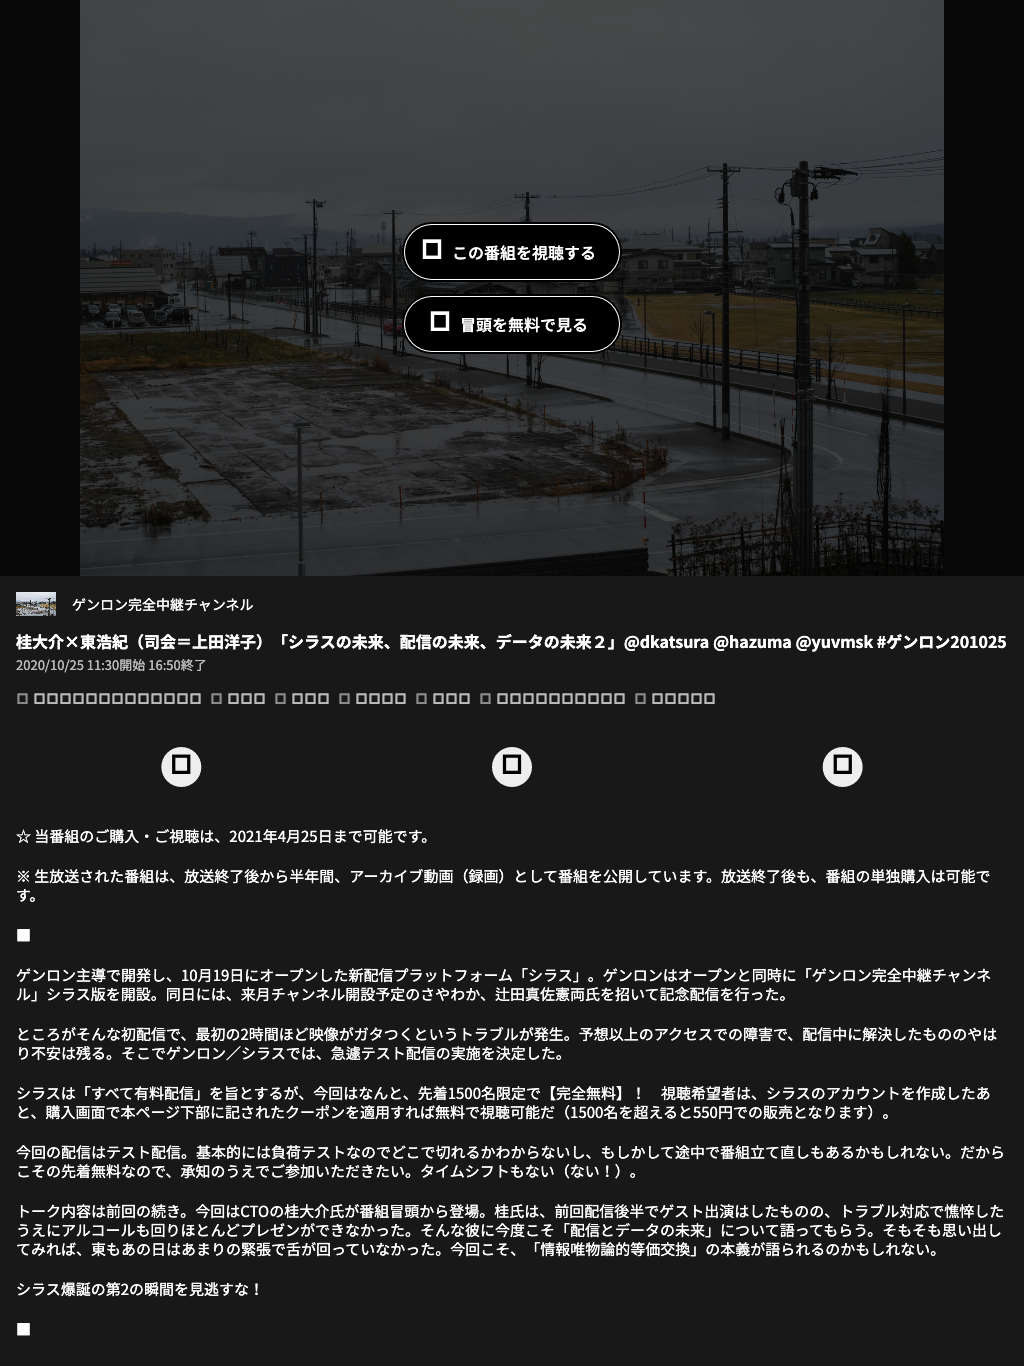 この番組を視聴する
冒頭を無料で見る
ゲンロン完全中継チャンネル
桂大介×東浩紀（司会＝上田洋子）「シラスの未来、配信の未来、データの未来２」@dkatsura @hazuma @yuvmsk #ゲンロン201025
2020/10/25 11:30開始 16:50終了
☆ 当番組のご購入・ご視聴は、2021年4月25日まで可能です。
※ 生放送された番組は、放送終了後から半年間、アーカイブ動画（録画）として番組を公開しています。放送終了後も、番組の単独購入は可能で
す。
■
ゲンロン主導で開発し、10月19日にオープンした新配信プラットフォーム「シラス」。ゲンロンはオープンと同時に「ゲンロン完全中継チャンネ
ル」シラス版を開設。同日には、来月チャンネル開設予定のさやわか、辻田真佐憲両氏を招いて記念配信を行った。
ところがそんな初配信で、最初の2時間ほど映像がガタつくというトラブルが発生。予想以上のアクセスでの障害で、配信中に解決したもののやは
り不安は残る。そこでゲンロン／シラスでは、急遽テスト配信の実施を決定した。
シラスは「すべて有料配信」を旨とするが、今回はなんと、先着1500名限定で【完全無料】！　視聴希望者は、シラスのアカウントを作成したあ
と、購入画面で本ページ下部に記されたクーポンを適用すれば無料で視聴可能だ（1500名を超えると550円での販売となります）。
今回の配信はテスト配信。基本的には負荷テストなのでどこで切れるかわからないし、もしかして途中で番組立て直しもあるかもしれない。だから
こその先着無料なので、承知のうえでご参加いただきたい。タイムシフトもない（ない！）。
トーク内容は前回の続き。今回はCTOの桂大介氏が番組冒頭から登場。桂氏は、前回配信後半でゲスト出演はしたものの、トラブル対応で憔悴した
うえにアルコールも回りほとんどプレゼンができなかった。そんな彼に今度こそ「配信とデータの未来」について語ってもらう。そもそも思い出し
てみれば、東もあの日はあまりの緊張で舌が回っていなかった。今回こそ、「情報唯物論的等価交換」の本義が語られるのかもしれない。
シラス爆誕の第2の瞬間を見逃すな！
■